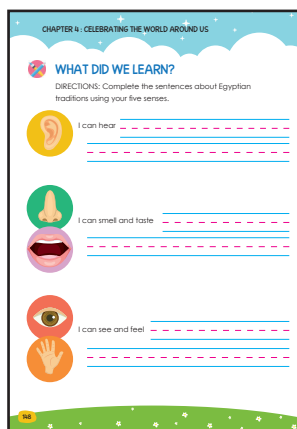 CHAPTER 4 : CELEBRATING THE WORLD AROUND US
WHAT DID WE LEARN?
DIRECTIONS: Complete the sentences about Egyptian
traditions using your five senses.
I can hear
I can smell and taste
I can see and feel
148